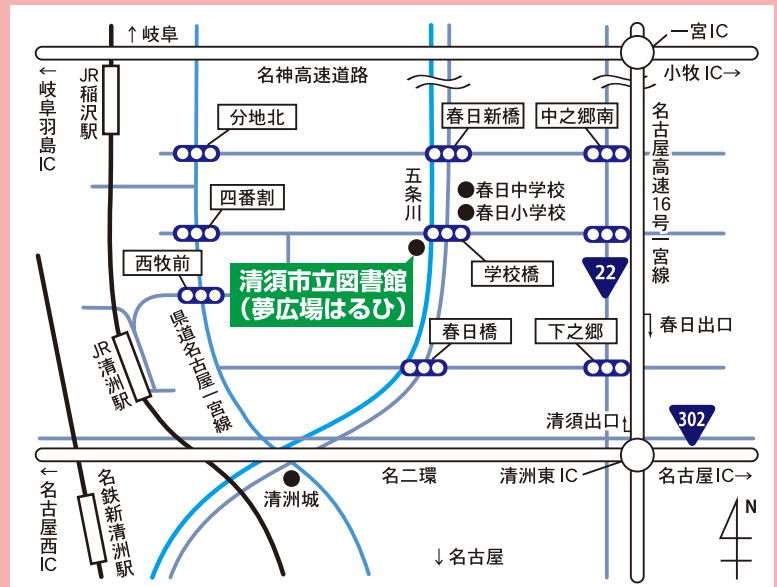 ↑岐阜
一宮IC
名神高速道路
小牧IC→
←岐阜羽島IC
JR稲沢駅
分地北
春日新橋
中之郷南
名古屋高速16号一宮線
五条川
春日中学校
春日小学校
四番割
学校橋
西牧前
清須市立図書館
(夢広場はるひ)
22
県道名古屋一宮線
春日橋
下之郷
春日出口
JR清洲駅
清須出口
302
←名古屋西IC
名鉄新清洲駅
清洲城
名二環
清洲東IC
名古屋IC→
↓名古屋
N